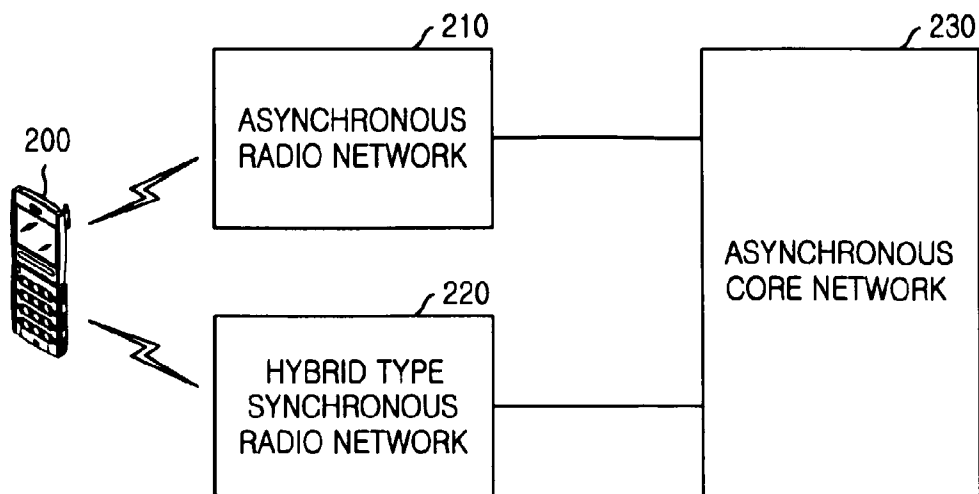 210
230
ASYNCHRONOUS
RADIO NETWORK
200
ASYNCHRONOUS
CORE NETWORK
220
HYBRID TYPE
SYNCHRONOUS
RADIO NETWORK